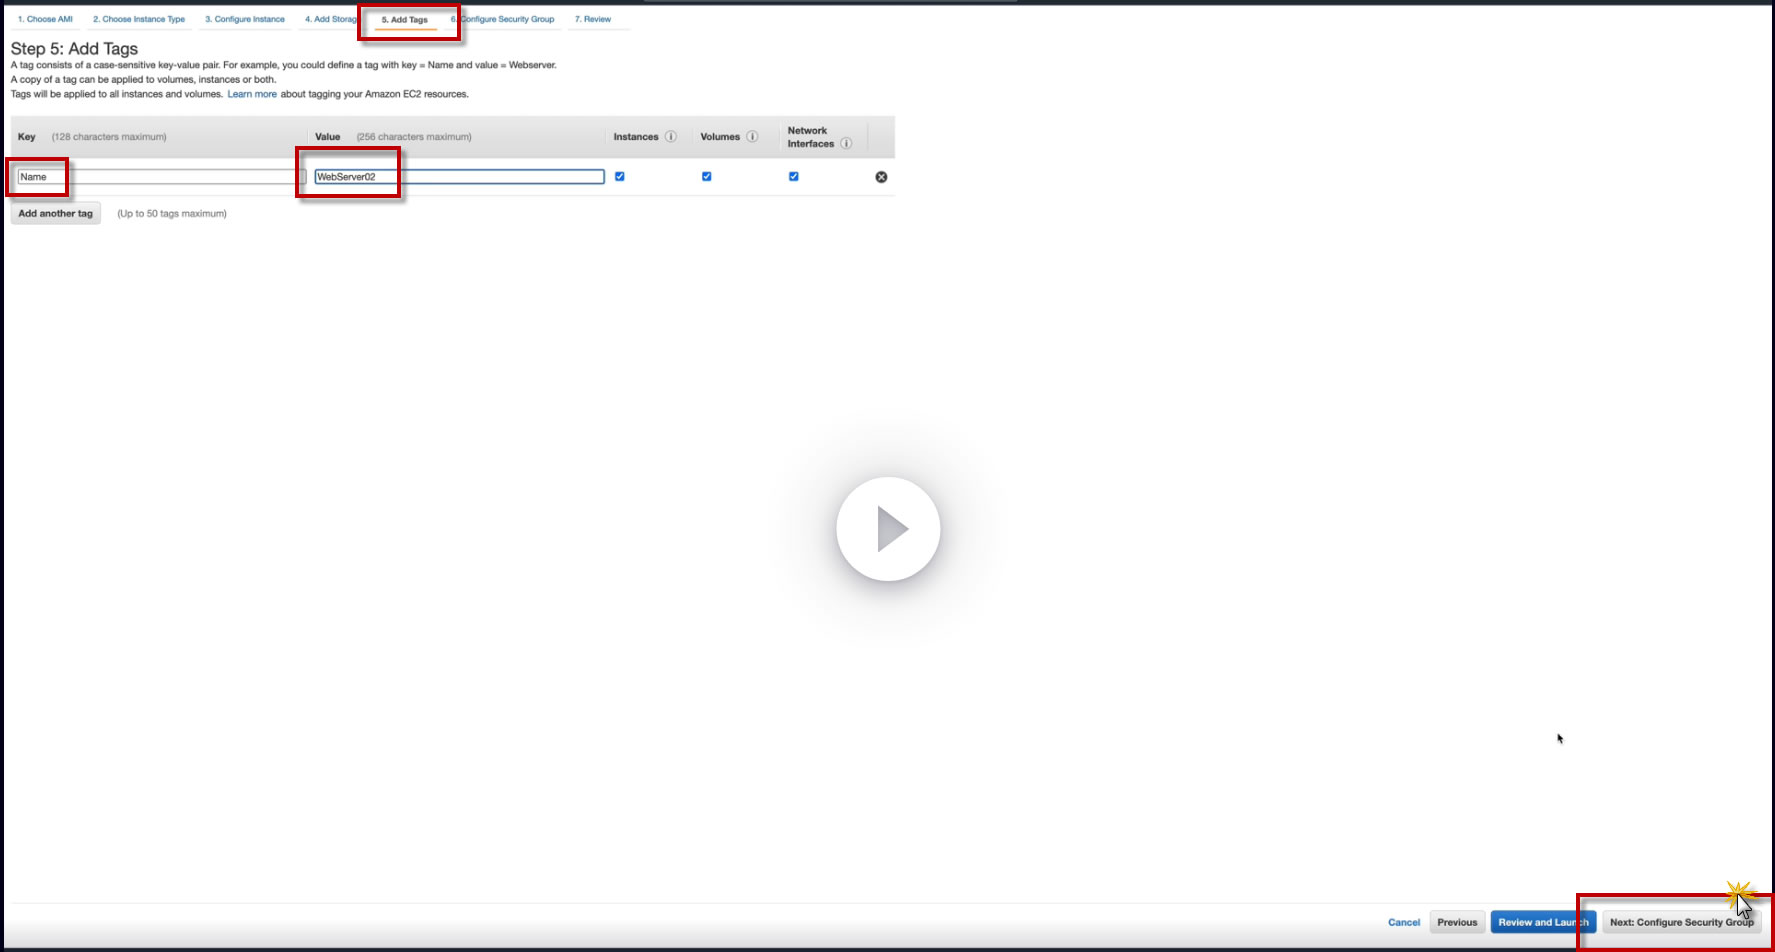 1. Choose AMI 2. Choose Instance Type 3. Configure Instance 4. Add Storag 5. Add Tags 6. Configure Security Group 7. Review
Step 5: Add Tags
A tag consists of a case-sensitive key-value pair. For example, you could define a tag with key = Name and value = Webserver.
A copy of a tag can be applied to volumes, instances or both.
Tags will be applied to all instances and volumes. Learn more about tagging your Amazon EC2 resources.
Key (128 characters maximum) Value (256 characters maximum) Instances Volumes Network
Interfaces
Name WebServer02
Add another tag (Up to 50 tags maximum)
Cancel Previous Review and Launch Next: Configure Security Group